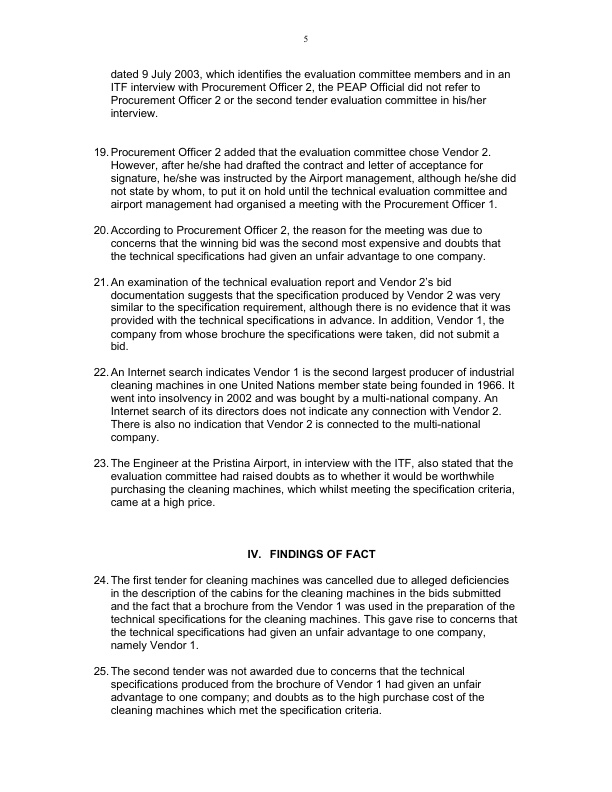 5
dated 9 July 2003, which identifies the evaluation committee members and in an
ITF interview with Procurement Officer 2, the PEAP Official did not refer to
Procurement Officer 2 or the second tender evaluation committee in his/her
interview.
19. Procurement Officer 2 added that the evaluation committee chose Vendor 2.
However, after he/she had drafted the contract and letter of acceptance for
signature, he/she was instructed by the Airport management, although he/she did
not state by whom, to put it on hold until the technical evaluation committee and
airport management had organised a meeting with the Procurement Officer 1.
20. According to Procurement Officer 2, the reason for the meeting was due to
concerns that the winning bid was the second most expensive and doubts that
the technical specifications had given an unfair advantage to one company.
21. An examination of the technical evaluation report and Vendor 2's bid
documentation suggests that the specification produced by Vendor 2 was very
similar to the specification requirement, although there is no evidence that it was
provided with the technical specifications in advance. In addition, Vendor 1, the
company from whose brochure the specifications were taken, did not submit a
bid.
22. An Internet search indicates Vendor 1 is the second largest producer of industrial
cleaning machines in one United Nations member state being founded in 1966. It
went into insolvency in 2002 and was bought by a multi-national company. An
Internet search of its directors does not indicate any connection with Vendor 2.
There is also no indication that Vendor 2 is connected to the multi-national
company.
23. The Engineer at the Pristina Airport, in interview with the ITF, also stated that the
evaluation committee had raised doubts as to whether it would be worthwhile
purchasing the cleaning machines, which whilst meeting the specification criteria,
came at a high price.
IV. FINDINGS OF FACT
24. The first tender for cleaning machines was cancelled due to alleged deficiencies
in the description of the cabins for the cleaning machines in the bids submitted
and the fact that a brochure from the Vendor 1 was used in the preparation of the
technical specifications for the cleaning machines. This gave rise to concerns that
the technical specifications had given an unfair advantage to one company,
namely Vendor 1.
25. The second tender was not awarded due to concerns that the technical
specifications produced from the brochure of Vendor 1 had given an unfair
advantage to one company; and doubts as to the high purchase cost of the
cleaning machines which met the specification criteria.